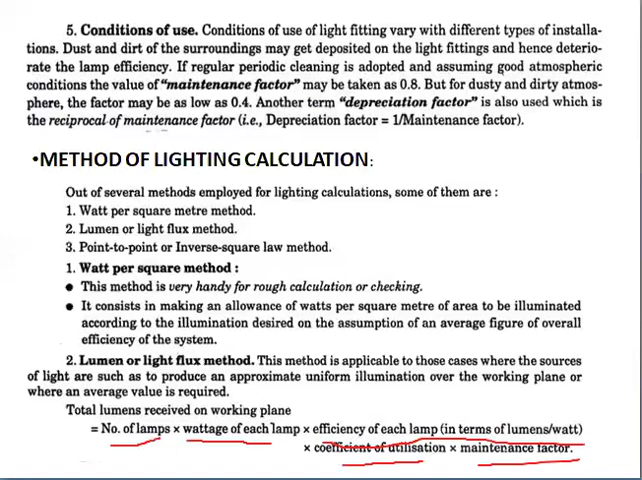 5. Conditions of use. Conditions of use of light fitting vary with different types of installa-
tions. Dust and dirt of the surroundings may get deposited on the light fittings and hence deterio-
rate the lamp efficiency. If regular periodic cleaning is adopted and assuming good atmospheric
conditions the value of "maintenance factor" may be taken as 0.8. But for dusty and dirty atmos-
phere, the factor may be as low as 0.4. Another term "depreciation factor" is also used which is
the reciprocal of maintenance factor (i.e., Depreciation factor = 1/Maintenance factor).
•METHOD OF LIGHTING CALCULATION:
Out of several methods employed for lighting calculations, some of them are :
1. Watt per square metre method.
2. Lumen or light flux method.
3. Point-to-point or Inverse-square law method.
1. Watt per square method :
● This method is very handy for rough calculation or checking.
● It consists in making an allowance of watts per square metre of area to be illuminated
according to the illumination desired on the assumption of an average figure of overall
efficiency of the system.
2. Lumen or light flux method. This method is applicable to those cases where the sources
of light are such as to produce an approximate uniform illumination over the working plane or
where an average value is required.
Total lumens received on working plane
= No. of lamps × wattage of each lamp × efficiency of each lamp (in terms of lumens/watt)
× coefficient of utilisation × maintenance factor.